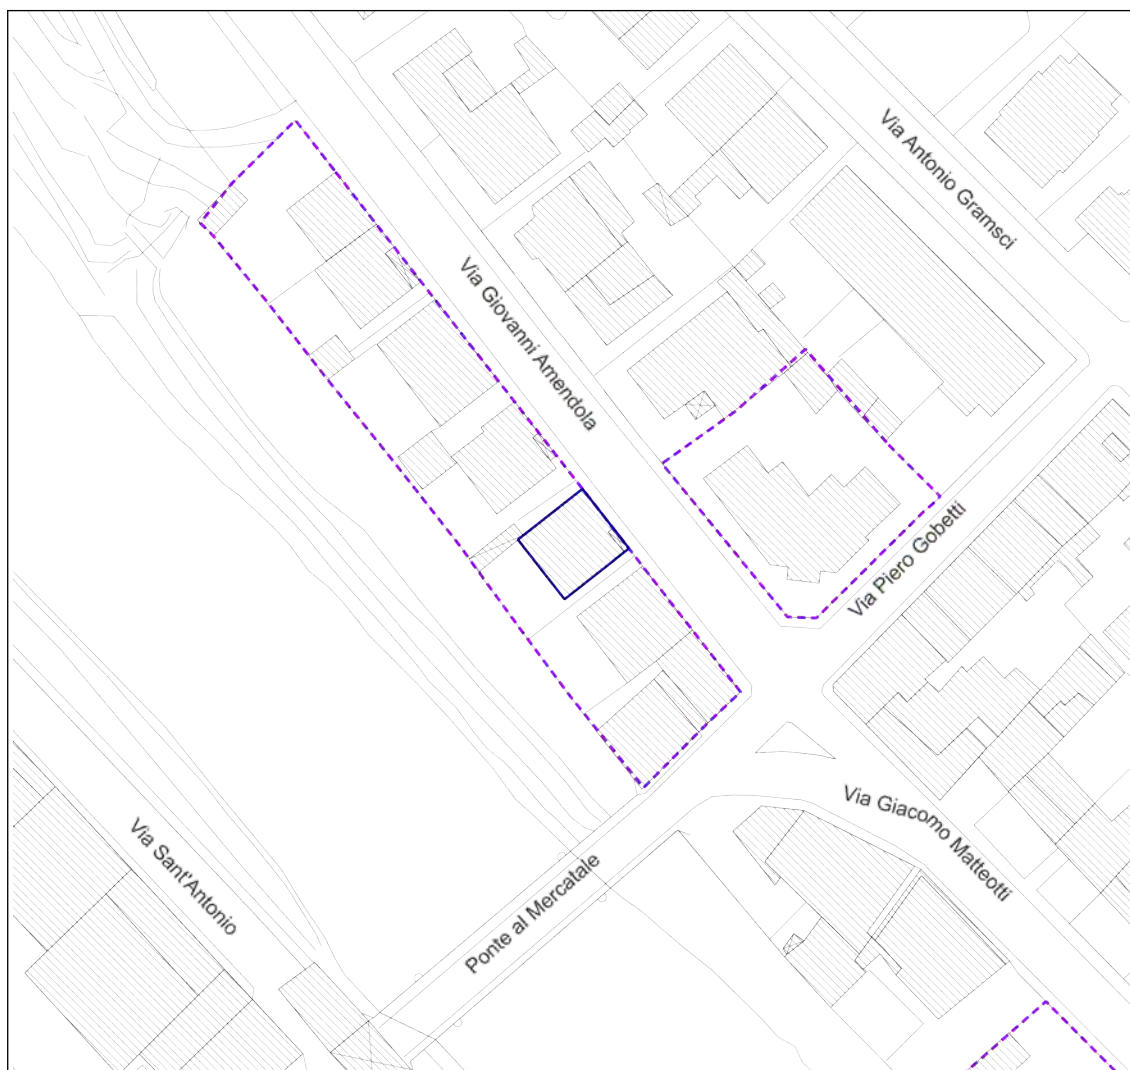 Via Antonio Gramsci
Via Giovanni Amendola
Via Piero Gobetti
Via Giacomo Matteotti
Via Sant'Antonio
Ponte al Mercatale